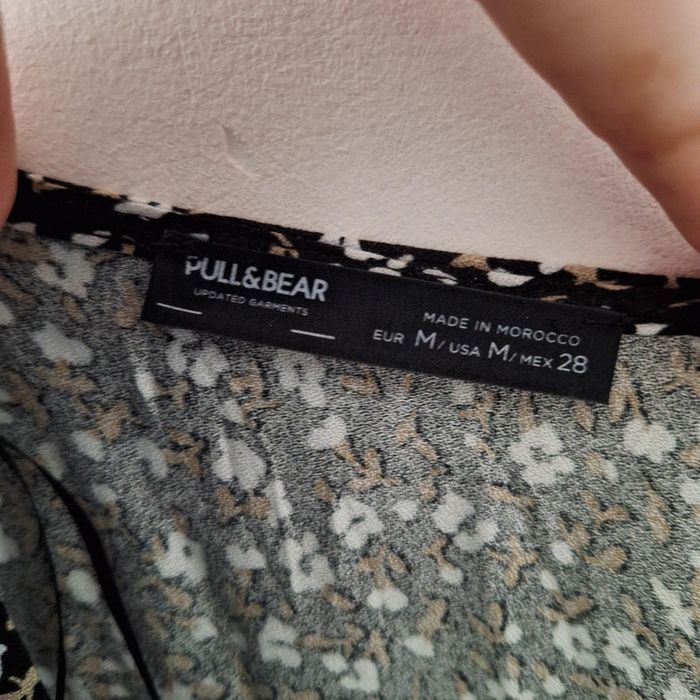 PULL&BEAR
UPDATED GARMENTS
MADE IN MOROCCO
EUR M/USA M/MEX 28